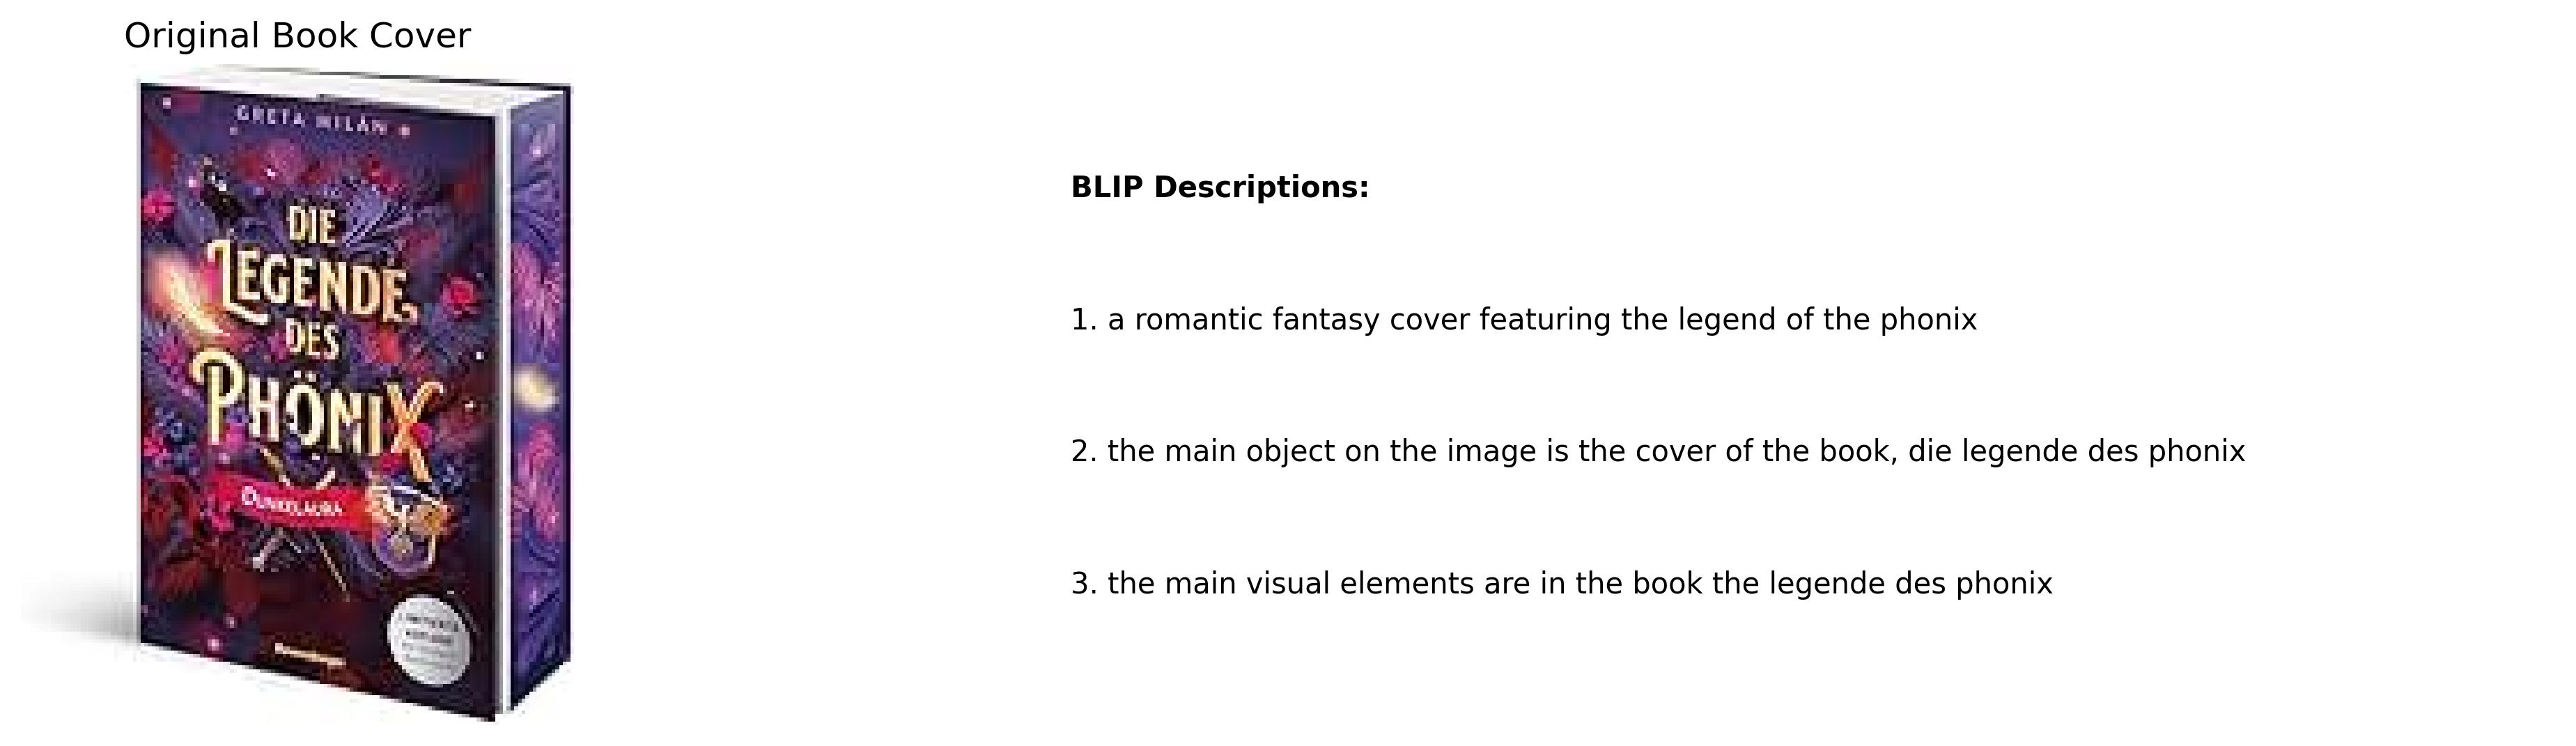 Original Book Cover
GRETA MILÁN
DIE
LEGENDE
DES
PHÖNIX
DUNKELAURA
BLIP Descriptions:
1. a romantic fantasy cover featuring the legend of the phonix
2. the main object on the image is the cover of the book, die legende des phonix
3. the main visual elements are in the book the legende des phonix